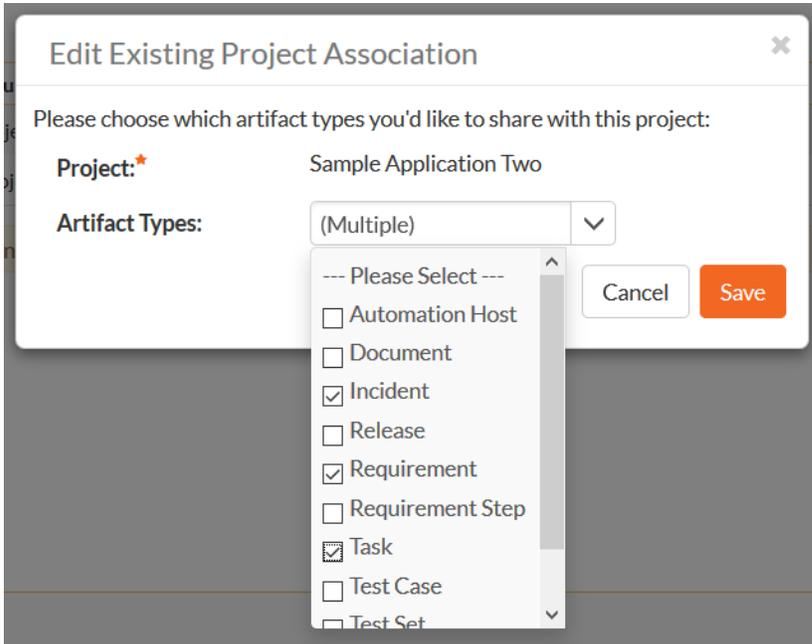 Edit Existing Project Association
Please choose which artifact types you'd like to share with this project:
Project:* Sample Application Two
Artifact Types: (Multiple)
--- Please Select ---
Cancel Save
Automation Host
Document
Incident
Release
Requirement
Requirement Step
Task
Test Case
Test Set